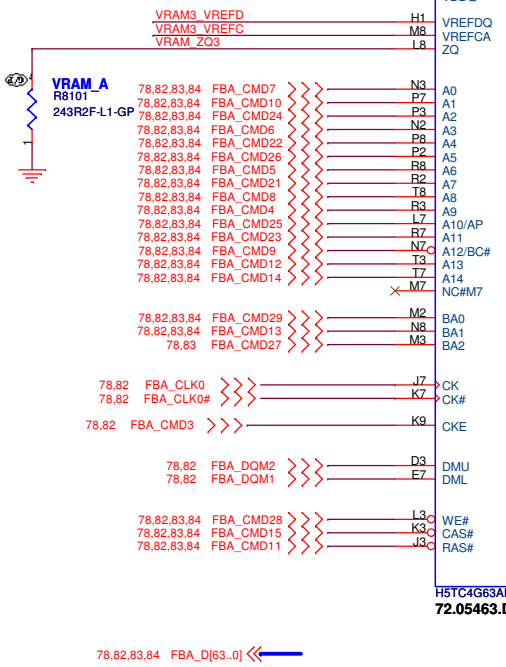 VRAM3_VREFD H1 VREFDQ
VRAM3_VREFC M8 VREFCA
VRAM_ZQ3 L8 ZQ
VRAM_A
R8101
243R2F-L1-GP
1
78,82,83,84 FBA_CMD7 N3 A0
78,82,83,84 FBA_CMD10 P7 A1
78,82,83,84 FBA_CMD24 P3 A2
78,82,83,84 FBA_CMD6 N2 A3
78,82,83,84 FBA_CMD22 P8 A4
78,82,83,84 FBA_CMD26 P2 A5
78,82,83,84 FBA_CMD5 R8 A6
78,82,83,84 FBA_CMD21 R2 A7
78,82,83,84 FBA_CMD8 T8 A8
78,82,83,84 FBA_CMD4 R3 A9
78,82,83,84 FBA_CMD25 L7 A10/AP
78,82,83,84 FBA_CMD23 R7 A11
78,82,83,84 FBA_CMD9 N7 A12/BC#
78,82,83,84 FBA_CMD12 T3 A13
78,82,83,84 FBA_CMD14 T7 A14
M7 NC#M7
78,82,83,84 FBA_CMD29 M2 BA0
78,82,83,84 FBA_CMD13 N8 BA1
78,83 FBA_CMD27 M3 BA2
78,82 FBA_CLK0 J7 CK
78,82 FBA_CLK0# K7 CK#
78,82 FBA_CMD3 K9 CKE
78,82 FBA_DQM2 D3 DMU
78,82 FBA_DQM1 E7 DML
78,82,83,84 FBA_CMD28 L3 WE#
78,82,83,84 FBA_CMD15 K3 CAS#
78,82,83,84 FBA_CMD11 J3 RAS#
H5TC4G63A
72.05463.
78,82,83,84 FBA_D[63..0]